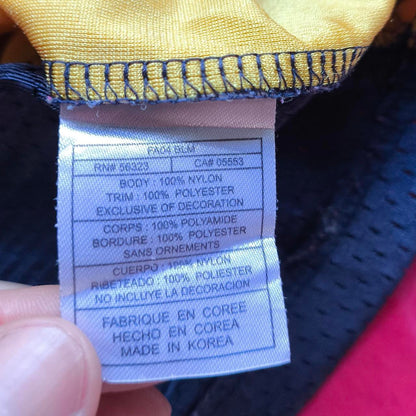 FA04 BLM
RN# 56323 CA# 05553
BODY: 100% NYLON
TRIM: 100% POLYESTER
EXCLUSIVE OF DECORATION
CORPS: 100% POLYAMIDE
BORDURE: 100% POLYESTER
SANS ORNEMENTS
CUERPO: 100% NYLON
RIBETEADO: 100% POLYESTER
NO INCLUYE LA DECORACION
FABRIQUE EN COREE
HECHO EN COREA
MADE IN KOREA